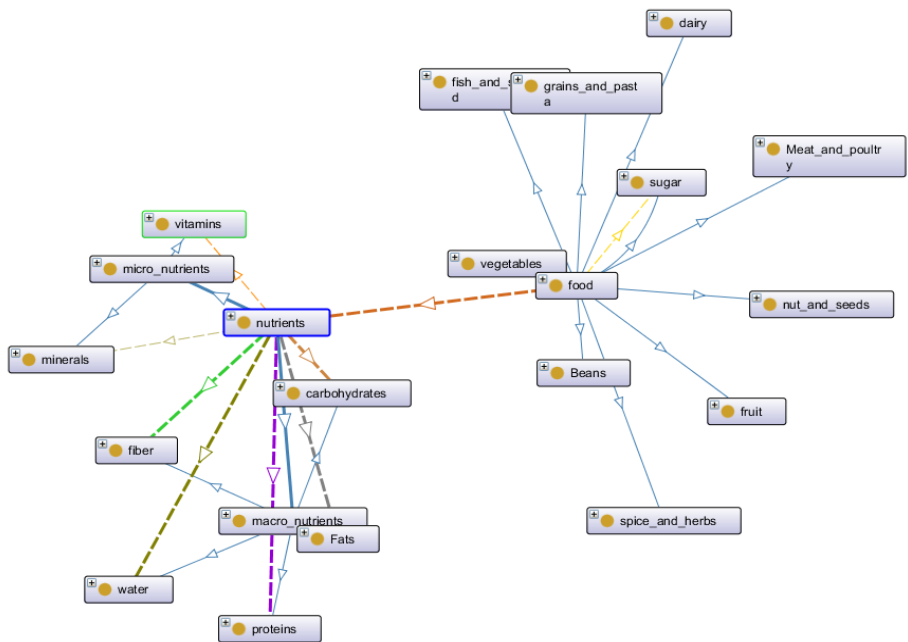 dairy
fish_and_s
d
grains_and_past
a
Meat_and_poultr
y
sugar
vitamins
vegetables
micro_nutrients
food
nut_and_seeds
nutrients
minerals
Beans
carbohydrates
fruit
fiber
macro_nutrients
spice_and_herbs
Fats
water
proteins